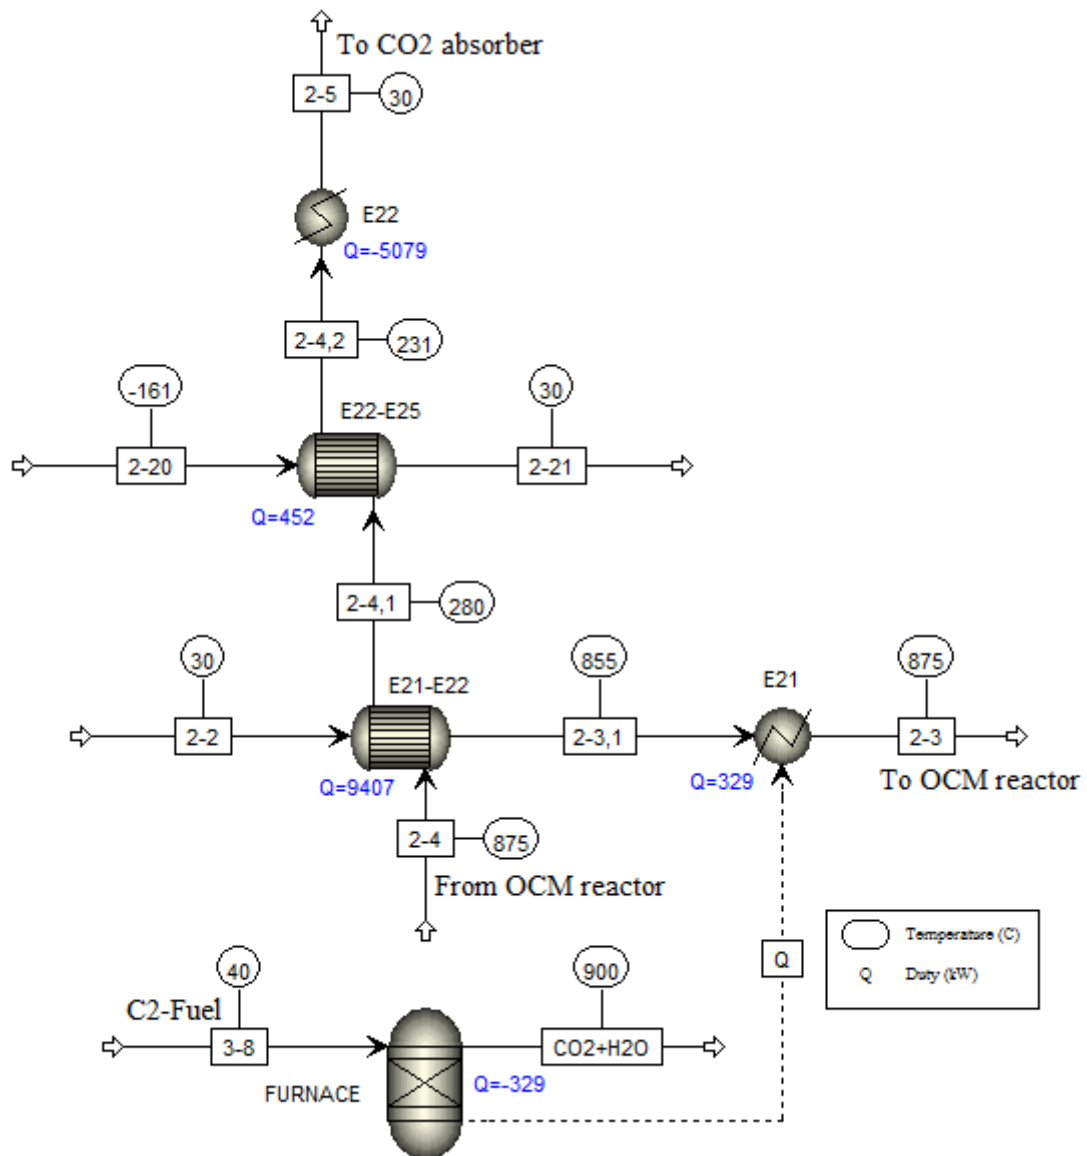 To CO2 absorber
2-5
30
E22
Q=-5079
2-4,2
231
-161
30
E22-E25
2-20
2-21
Q=452
2-4,1
280
30
855
875
E21-E22
E21
2-2
2-3,1
2-3
Q=9407
Q=329
To OCM reactor
2-4
875
From OCM reactor
Temperature (C)
Q
Q Duty (kW)
40
900
C2-Fuel
3-8
CO2+H2O
FURNACE
Q=-329